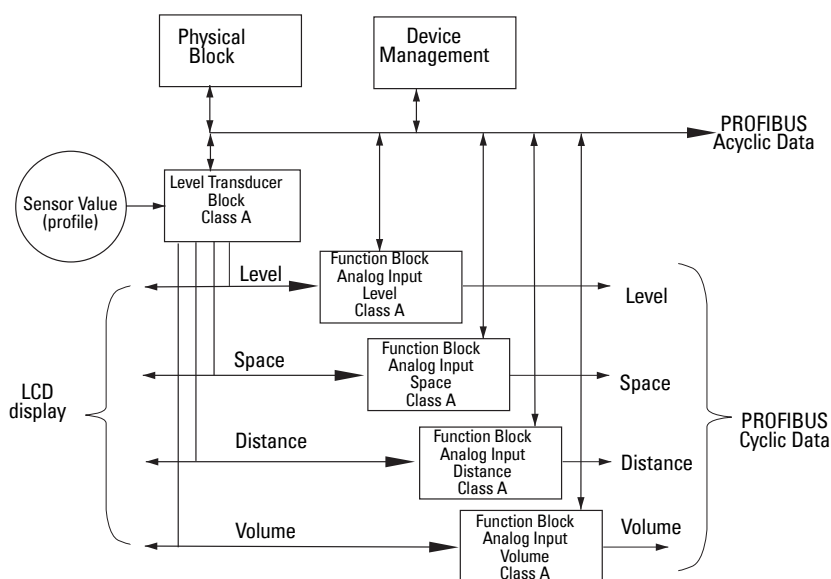 Physical
Block
Device
Management
PROFIBUS
Acyclic Data
Sensor Value
(profile)
Level Transducer
Block
Class A
Level
Function Block
Analog Input
Level
Class A
Level
Space
Function Block
Analog Input
Space
Class A
Space
LCD
display
PROFIBUS
Cyclic Data
Distance
Function Block
Analog Input
Distance
Class A
Distance
Volume
Function Block
Analog Input
Volume
Class A
Volume